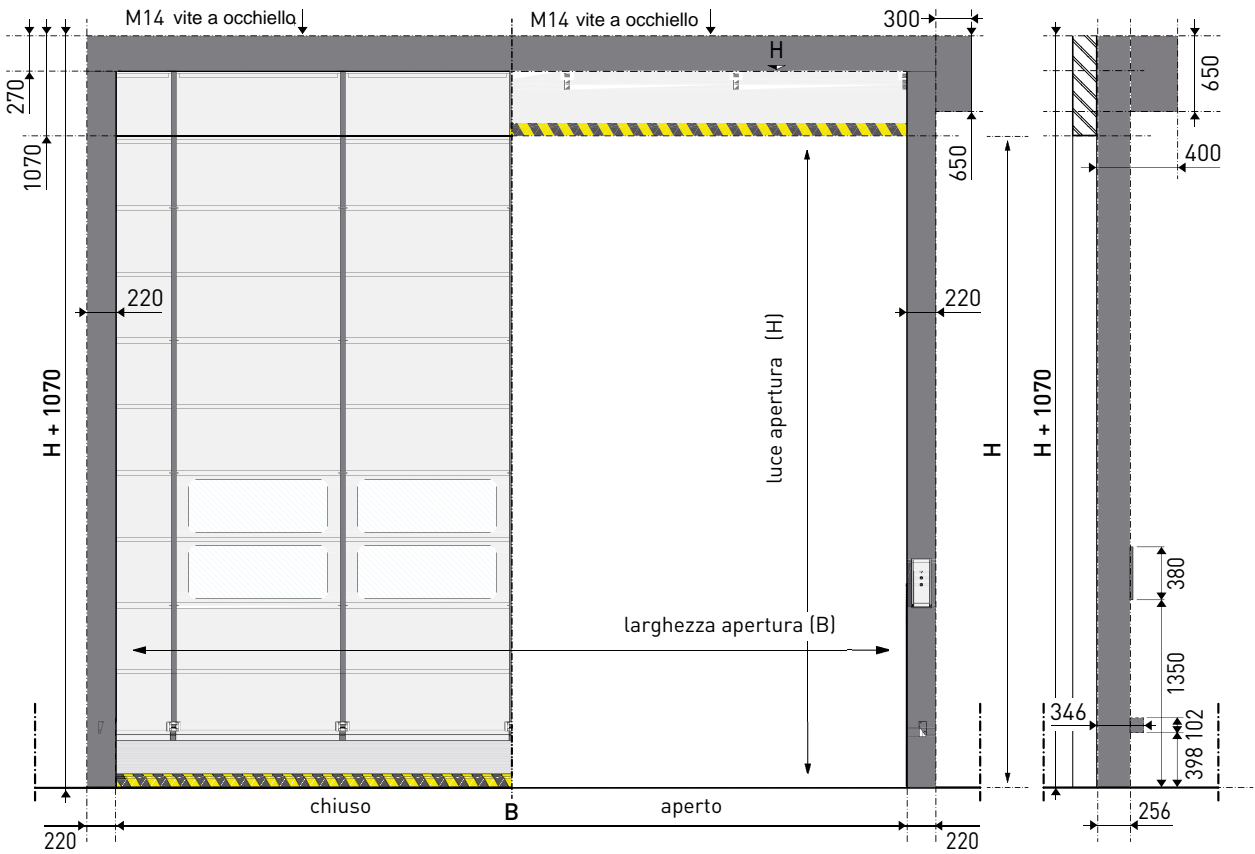 M14 vite a occhiello
M14 vite a occhiello
300
H
270
650
1070
650
400
220
220
luce apertura (H)
H + 1070
H
H + 1070
380
larghezza apertura (B)
1350
346
102
398
chiuso
B
aperto
256
220
220